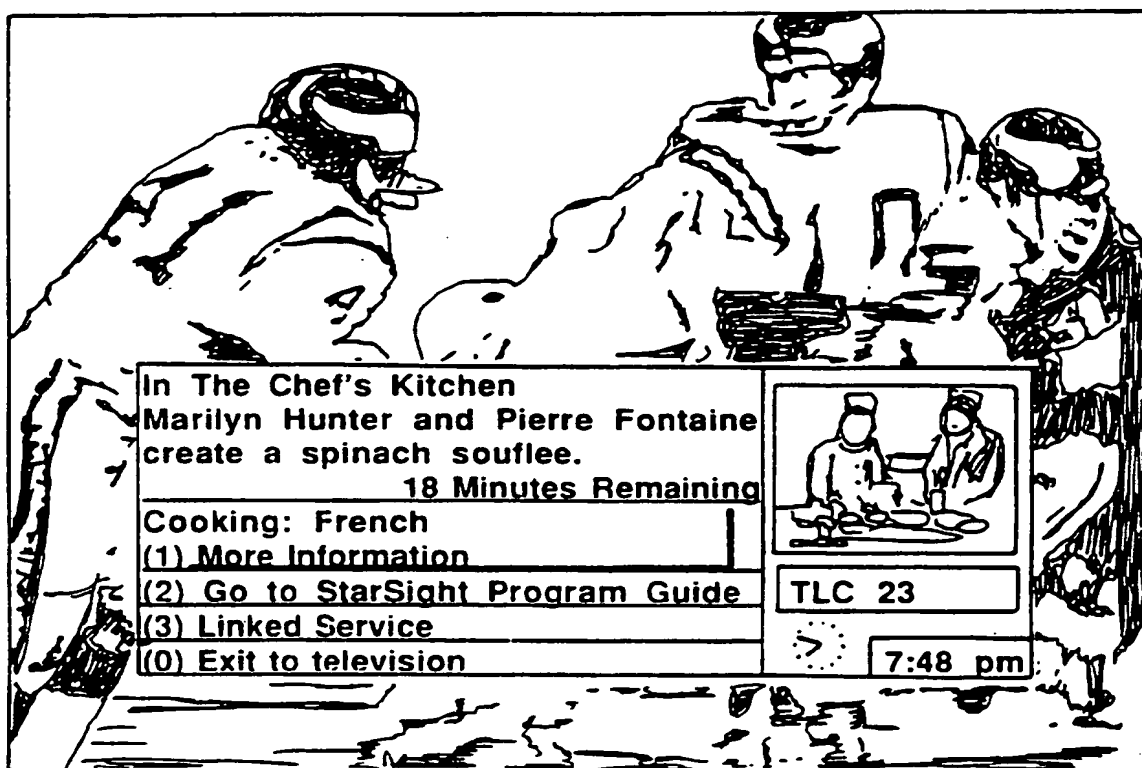 In The Chef's Kitchen
Marilyn Hunter and Pierre Fontaine
create a spinach souflee.
18 Minutes Remaining
Cooking: French
(1) More Information
(2) Go to StarSight Program Guide
(3) Linked Service
(0) Exit to television
TLC 23
7:48 pm